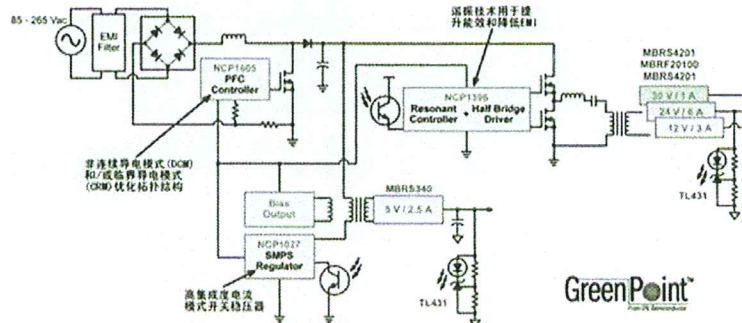 85 - 265 Vac
EMI
Filter
NCP1605
PFC
Controller
谐振技术用于提
升能效和降低EMI
NCP1396
Resonant
Controller
+
Half Bridge
Driver
MBRS4201
MBRF20100
MBRS4201
30 V / 1 A
24 V / 6 A
12 V / 3 A
TL431
非连续导电模式(DCM)
和/或临界导电模式
(CRM)优化拓扑结构
Bias
Output
MBRS340
5 V / 2.5 A
NCP1027
SMPS
Regulator
高集成度电流
模式开关稳压器
TL431
GreenPoint™
From ON Semiconductor